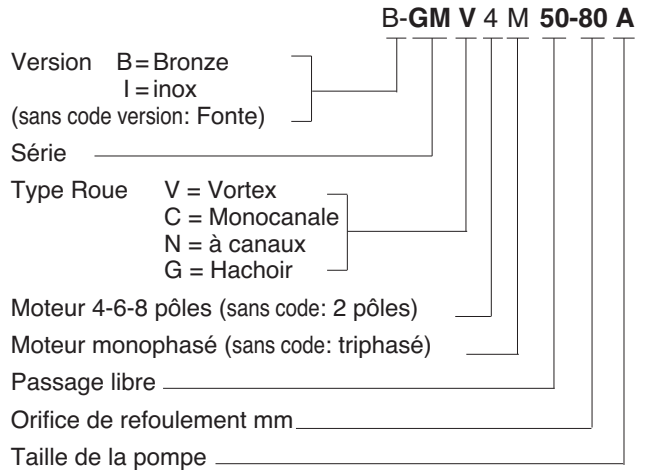 B-GM V 4 M 50-80 A
Version B = Bronze
I = inox
(sans code version: Fonte)
Série
Type Roue V = Vortex
C = Monocanale
N = à canaux
G = Hachoir
Moteur 4-6-8 pôles (sans code: 2 pôles)
Moteur monophasé (sans code: triphasé)
Passage libre
Orifice de refoulement mm
Taille de la pompe